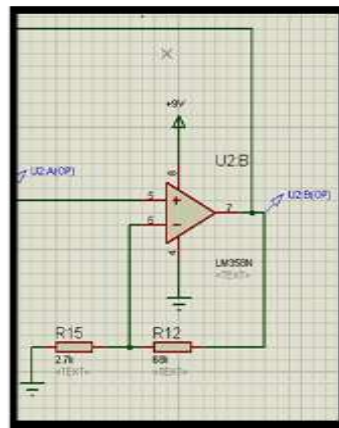 +9V
U2:B
8
U2:A(OP)
5
7
U2:B(OP)
6
4
LM358N
<TEXT>
R15
R12
2.7k
68k
<TEXT>
<TEXT>